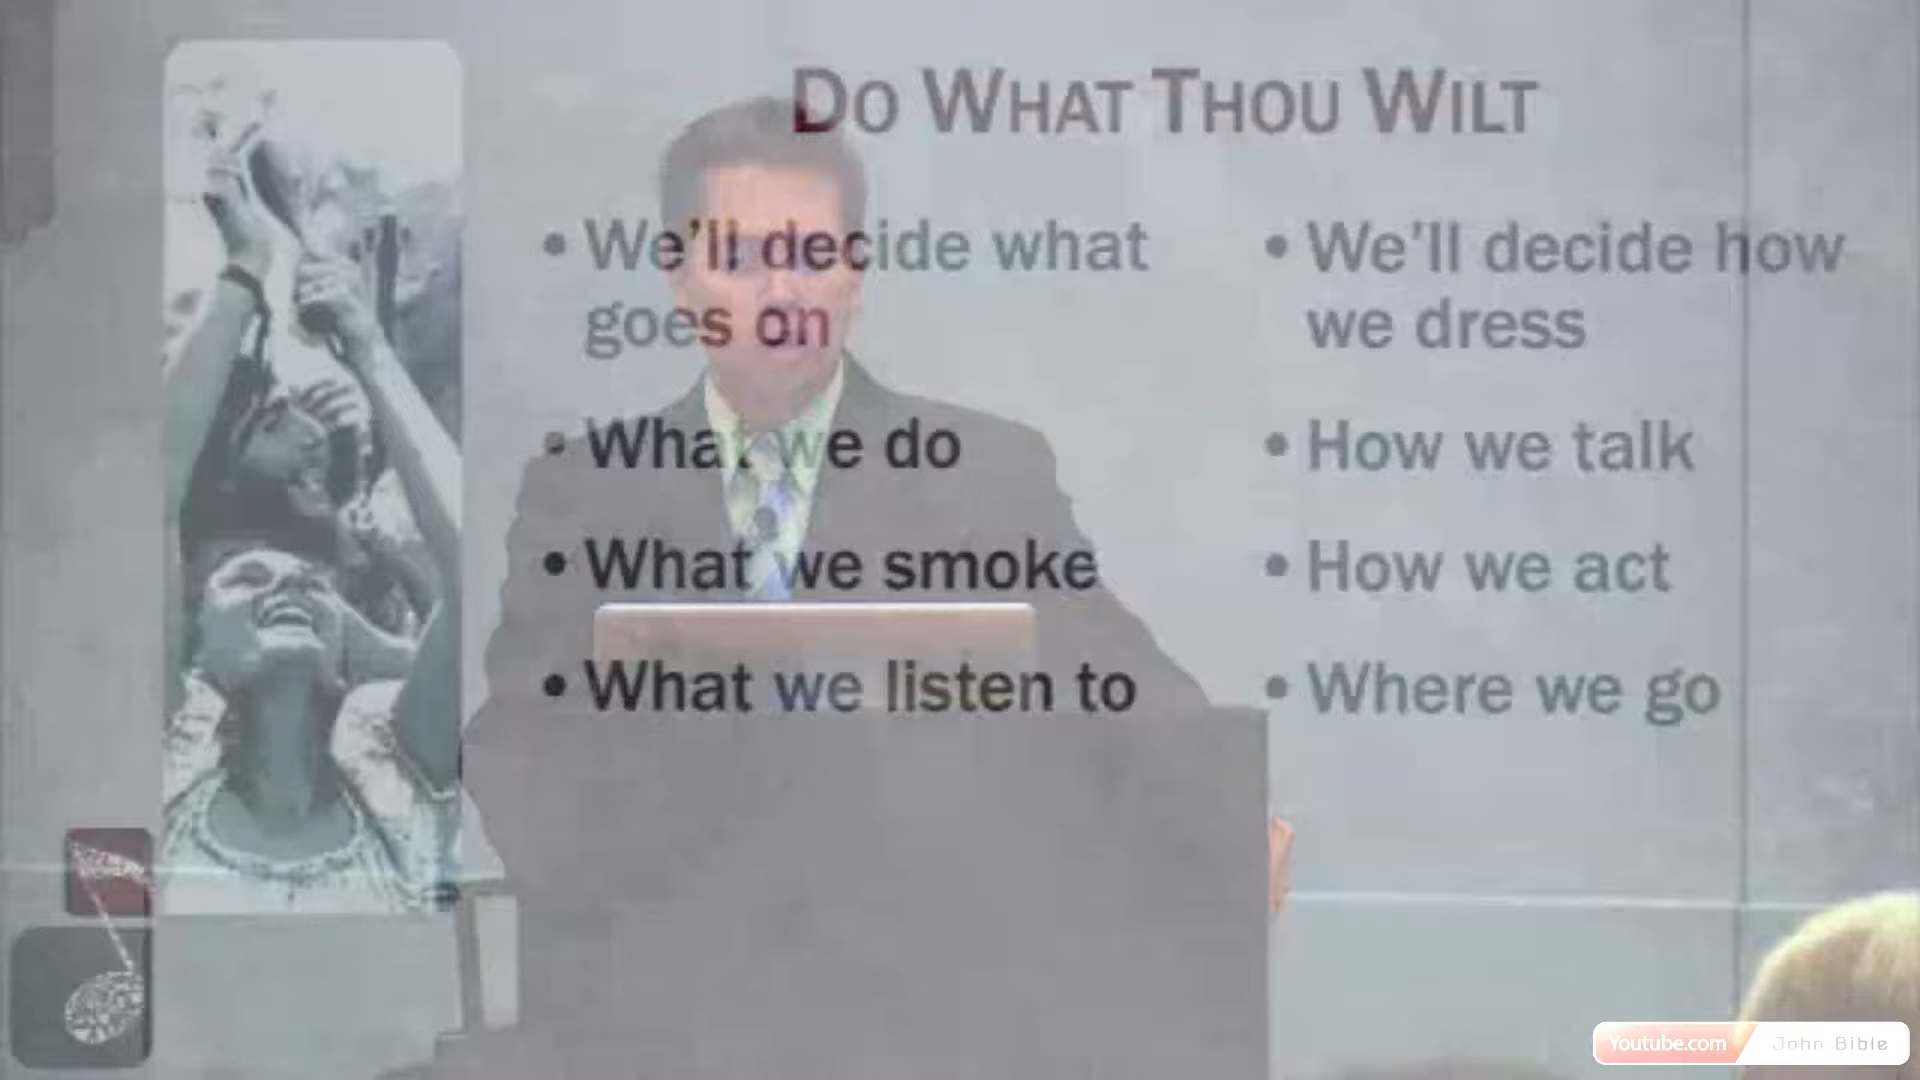 DO WHAT THOU WILT
• We'll decide what
goes on
• What we do
• What we smoke
• What we listen to
• We'll decide how
we dress
• How we talk
• How we act
• Where we go
Youtube.com John Bible